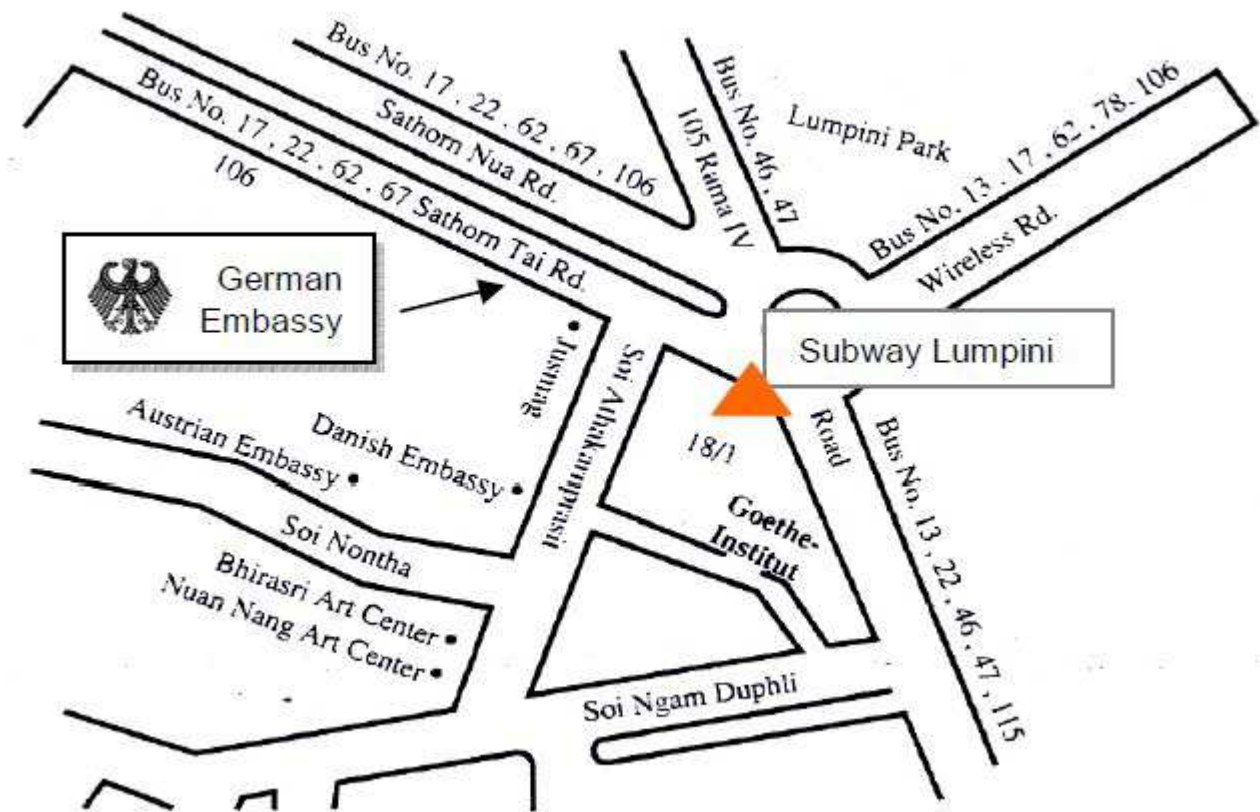 Bus No. 17 , 22 , 62 , 67 , 106
Sathorn Nua Rd.
Bus No. 17 , 22 , 62 , 67 Sathorn Tai Rd.
106
105 Rama IV
Bus No. 46 , 47
Lumpini Park
Bus No. 13 , 17 , 62 , 78. 106
Wireless Rd.
German
Embassy
Subway Lumpini
Jusmag
Soi Athakarnprasit
18/1
Road
Bus No. 13 , 22 , 46 , 47 , 115
Austrian Embassy
Danish Embassy
Goethe-
Institut
Soi Nontha
Bhirasri Art Center
Nuan Nang Art Center
Soi Ngam Duphli